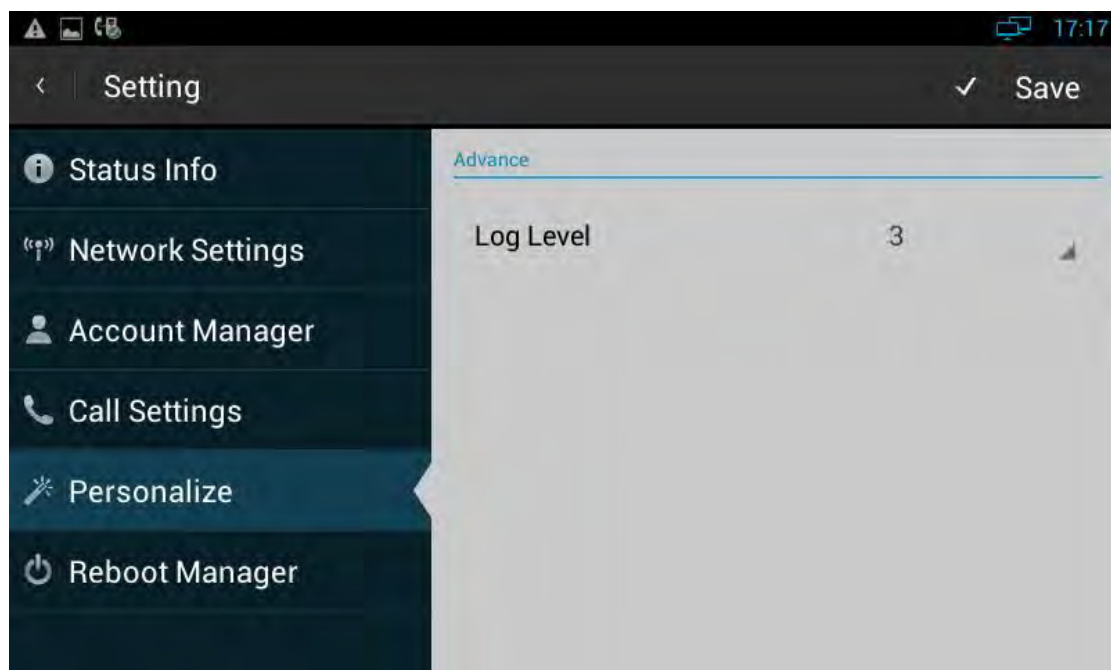 17:17
Setting
Save
Status Info
Network Settings
Account Manager
Call Settings
Personalize
Reboot Manager
Advance
Log Level 3